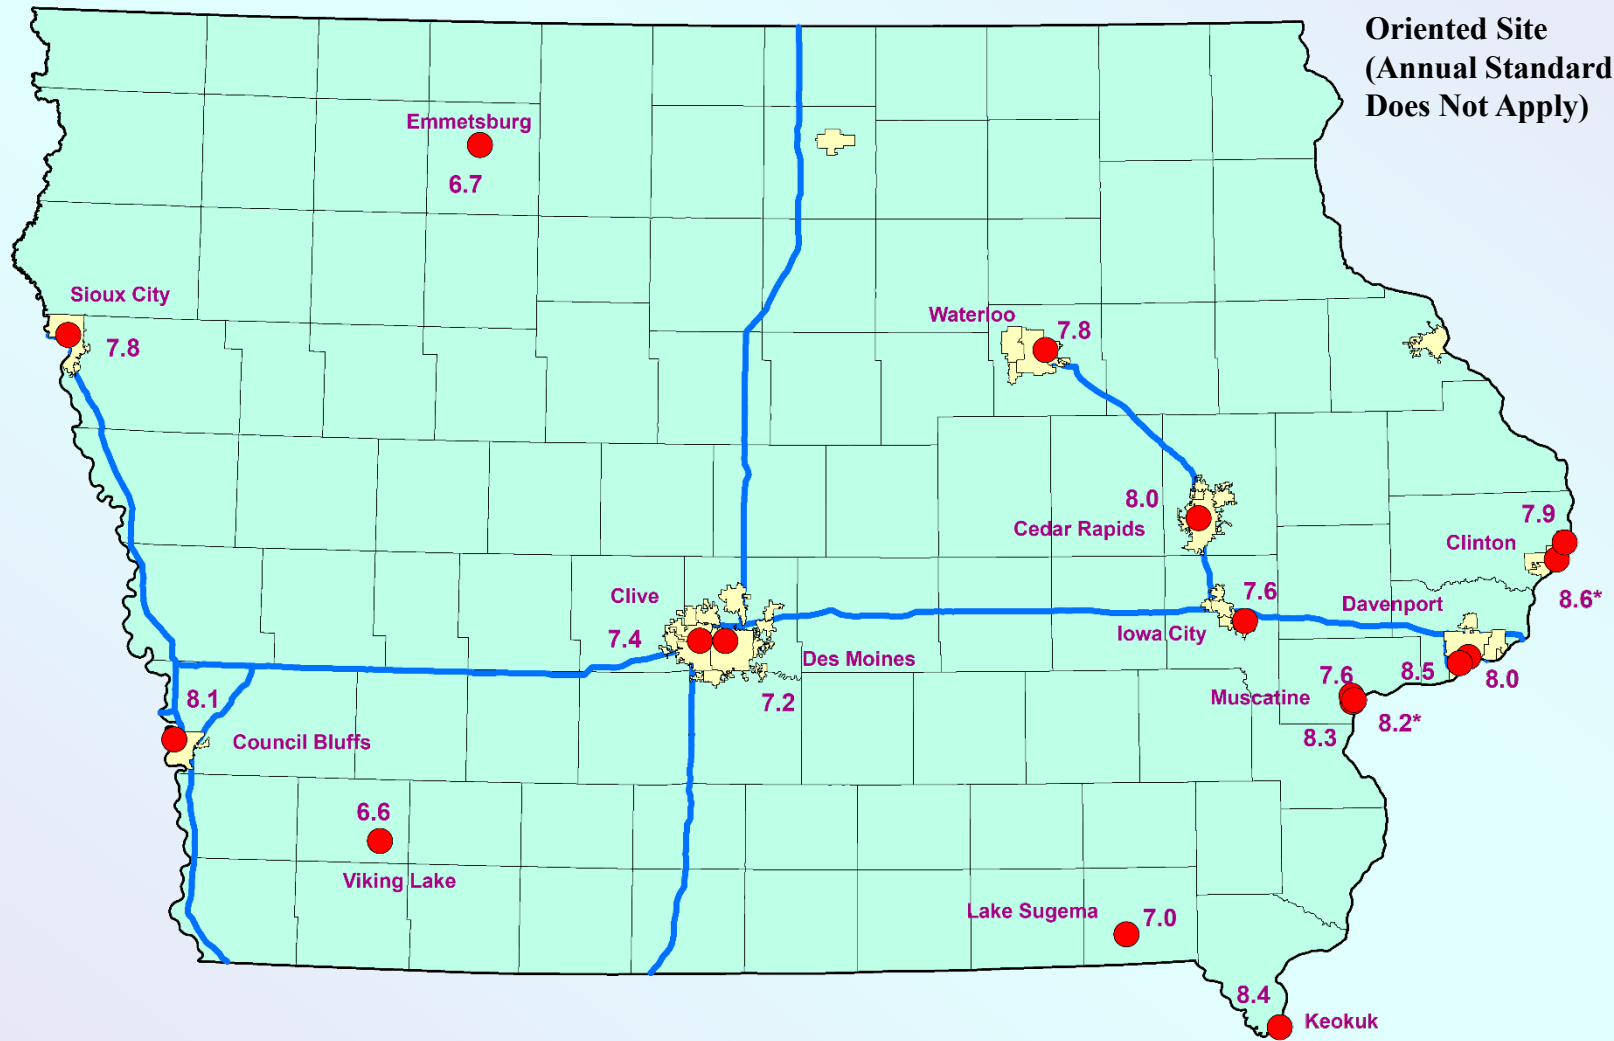 Oriented Site
(Annual Standard
Does Not Apply)
Emmetsburg
6.7
Sioux City
7.8
Waterloo
7.8
8.0
Cedar Rapids
7.9
Clinton
8.6*
Clive
7.4
7.6
Iowa City
Davenport
Des Moines
7.2
8.5
8.0
7.6
Muscatine
8.2*
8.3
8.1
Council Bluffs
6.6
Viking Lake
Lake Sugema
7.0
8.4
Keokuk